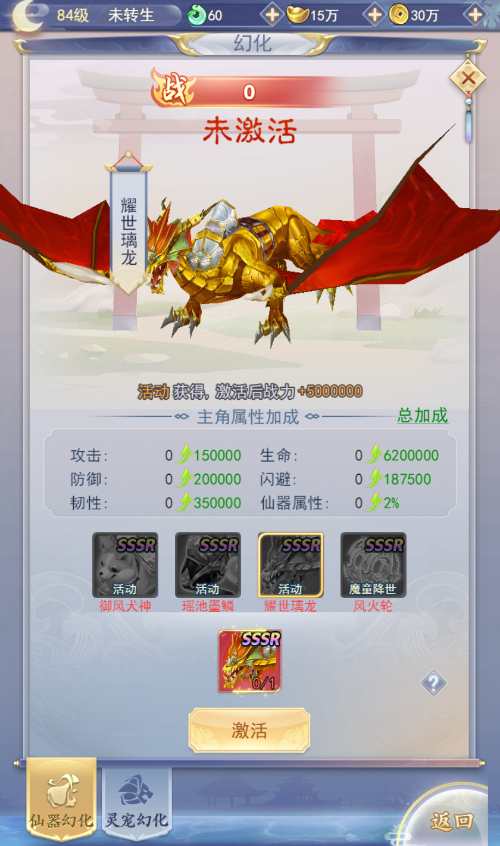 84级 未转生 60 15万 30万
幻化
战 0
未激活
耀世璃龙
活动 获得, 激活后战力+5000000
主角属性加成
总加成
攻击: 0 150000 生命: 0 6200000
防御: 0 200000 闪避: 0 187500
韧性: 0 350000 仙器属性: 0 2%
SSSR SSSR SSSR SSSR
活动 活动 活动 魔童降世
御风犬神 瑶池蛮鳞 耀世璃龙 风火轮
SSSR
0/1
?
激活
仙器幻化 灵宠幻化
返回